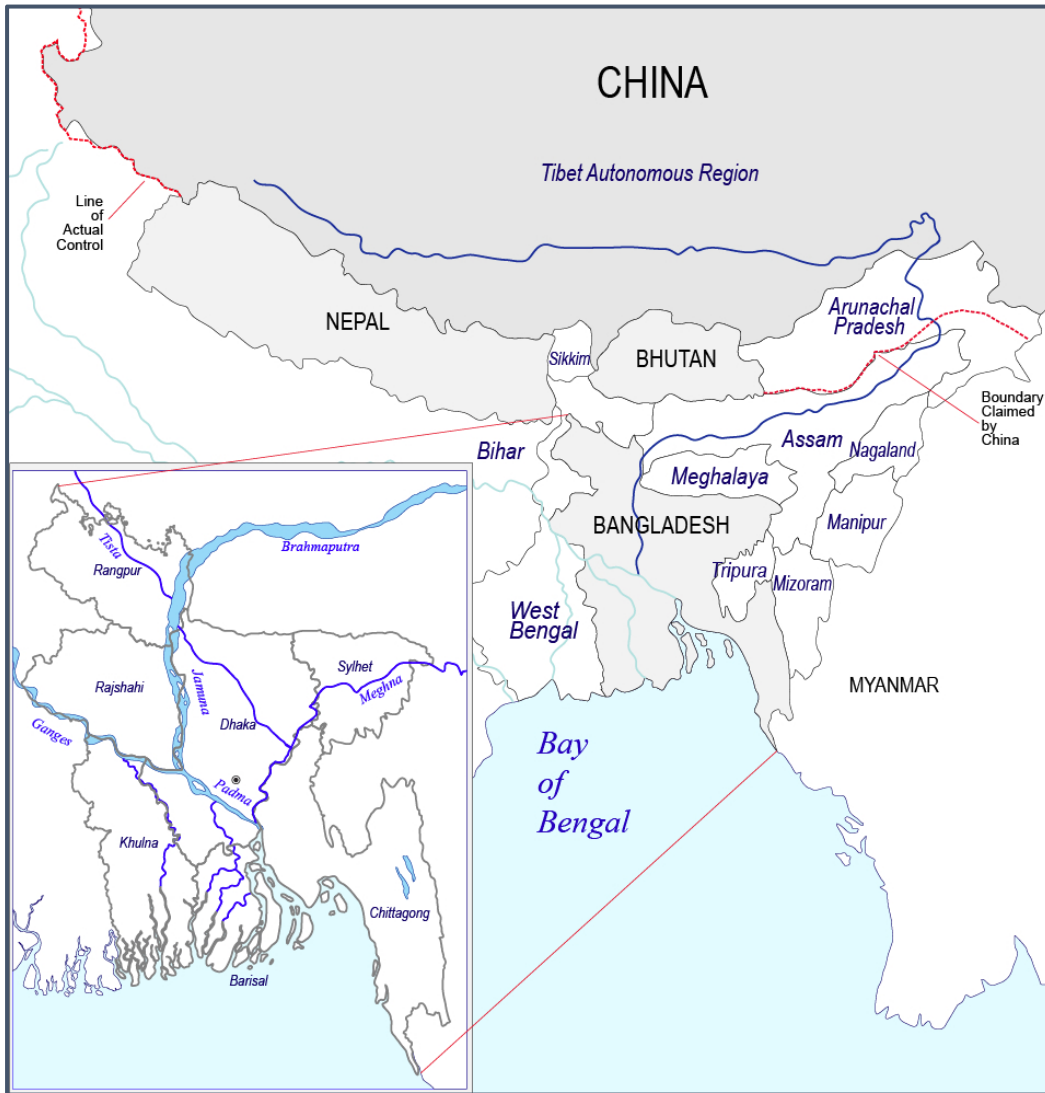 CHINA
Tibet Autonomous Region
Line
of
Actual
Control
NEPAL
Sikkim
BHUTAN
Arunachal
Pradesh
Boundary
Claimed
by
China
Bihar
Assam
Nagaland
Meghalaya
BANGLADESH
Manipur
Tripura
Mizoram
West
Bengal
MYANMAR
Bay
of
Bengal
Tista
Brahmaputra
Rangpur
Sylhet
Meghna
Rajshahi
Jamuna
Dhaka
Ganges
Padma
Khulna
Chittagong
Barisal